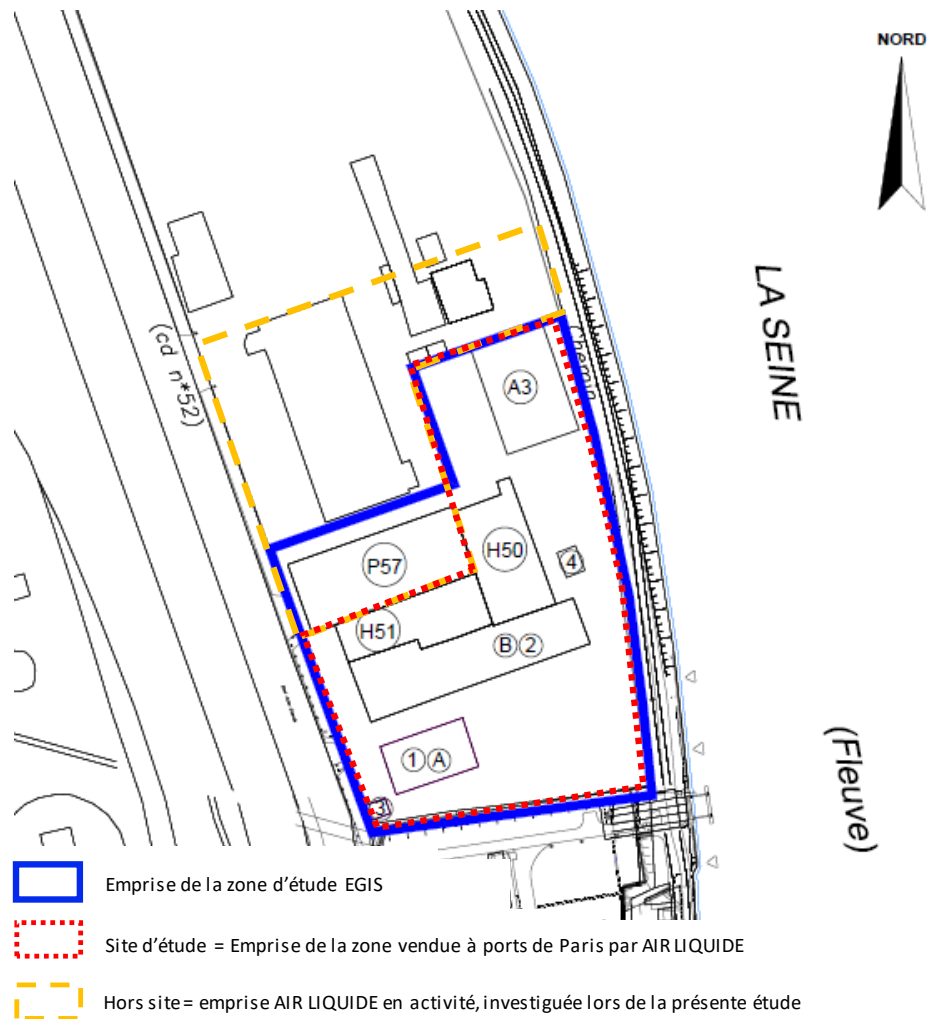 NORD
LA SEINE
(cd n°52)
Chemin
A3
H50
P57
4
H51
B 2
(Fleuve)
1 A
3
Emprise de la zone d'étude EGIS
Site d'étude = Emprise de la zone vendue à ports de Paris par AIR LIQUIDE
Hors site = emprise AIR LIQUIDE en activité, investiguée lors de la présente étude